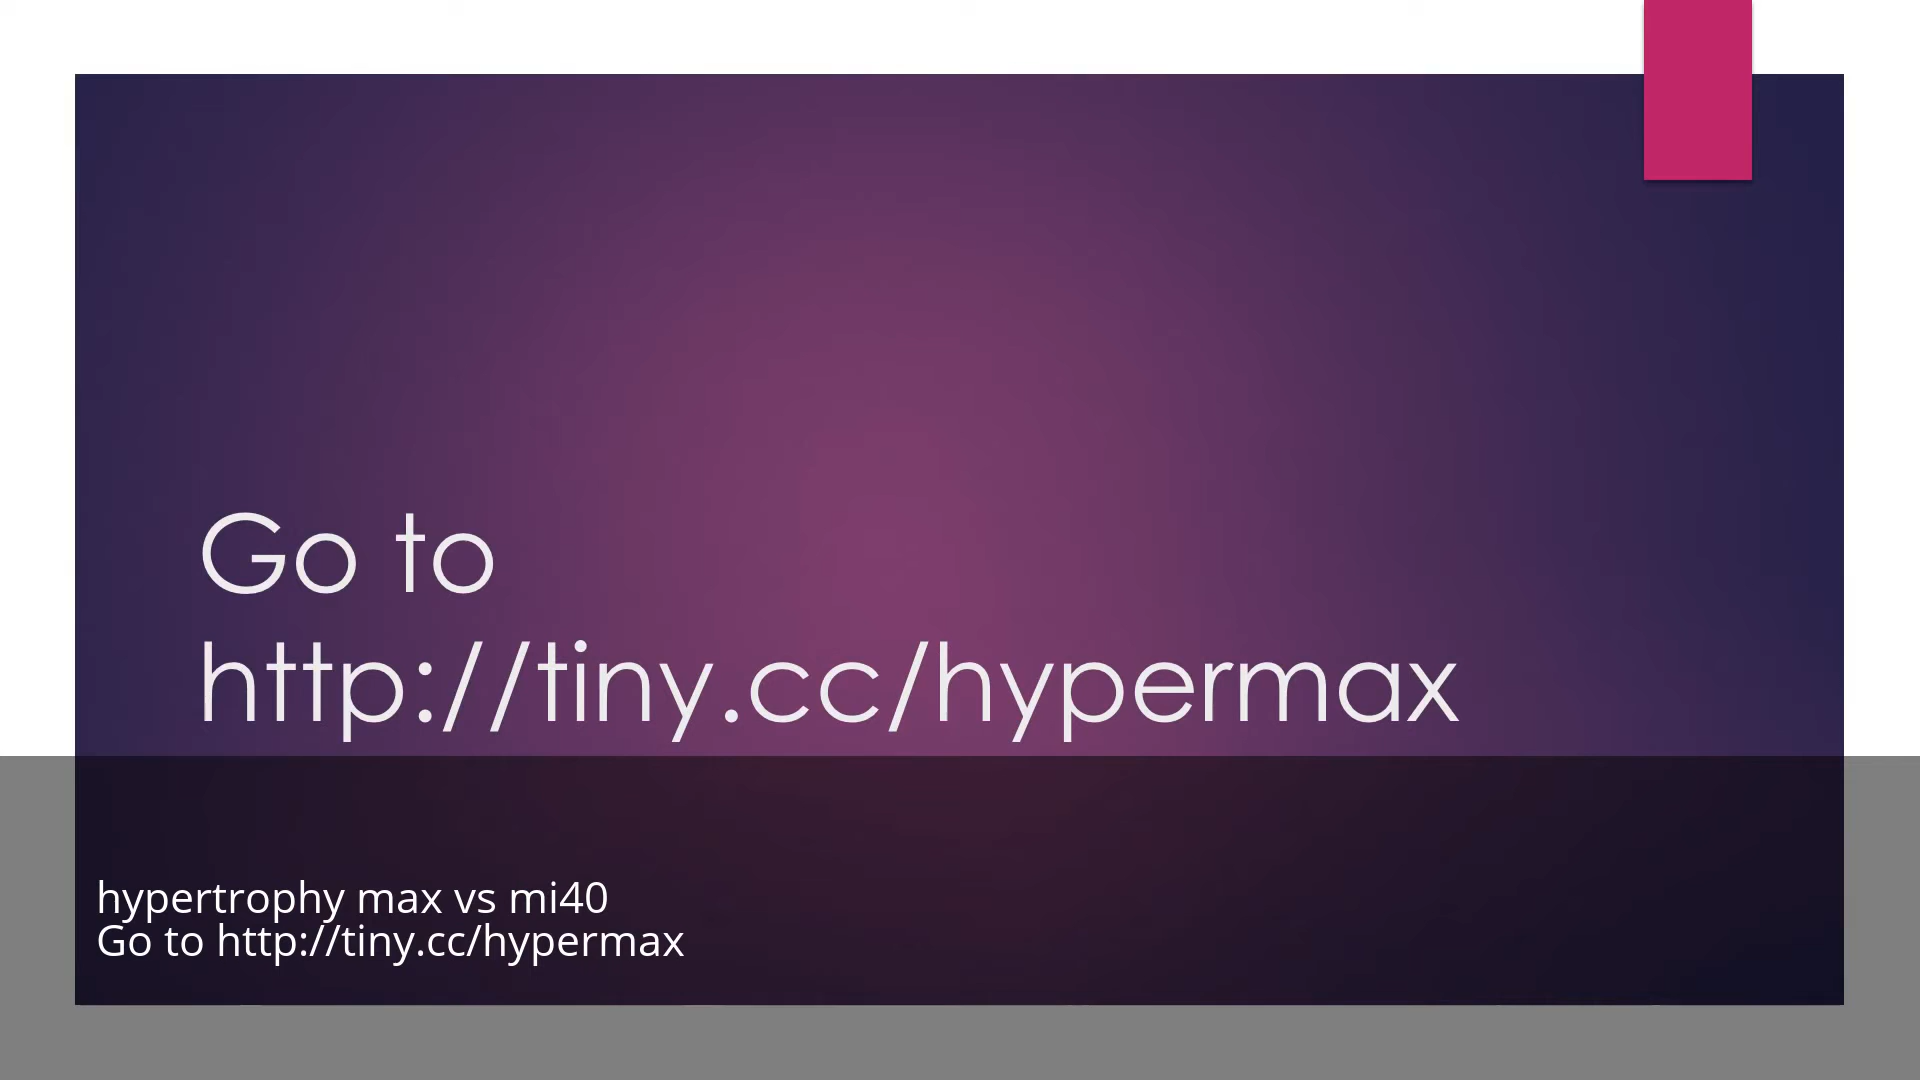 Go to
http://tiny.cc/hypermax
hypertrophy max vs mi40
Go to http://tiny.cc/hypermax